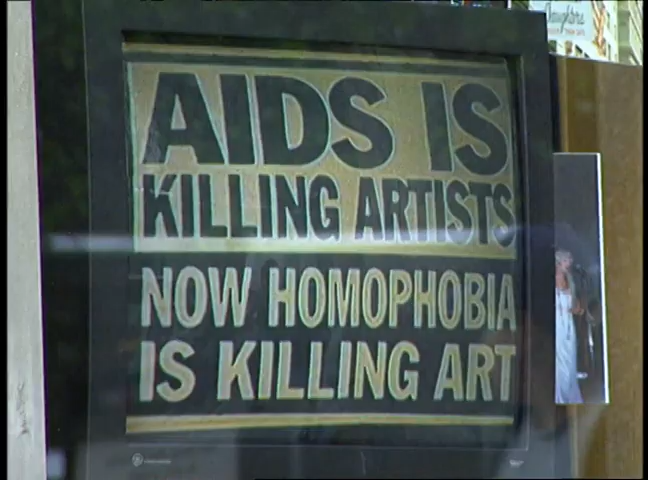 AIDS IS
KILLING ARTISTS
NOW HOMOPHOBIA
IS KILLING ART